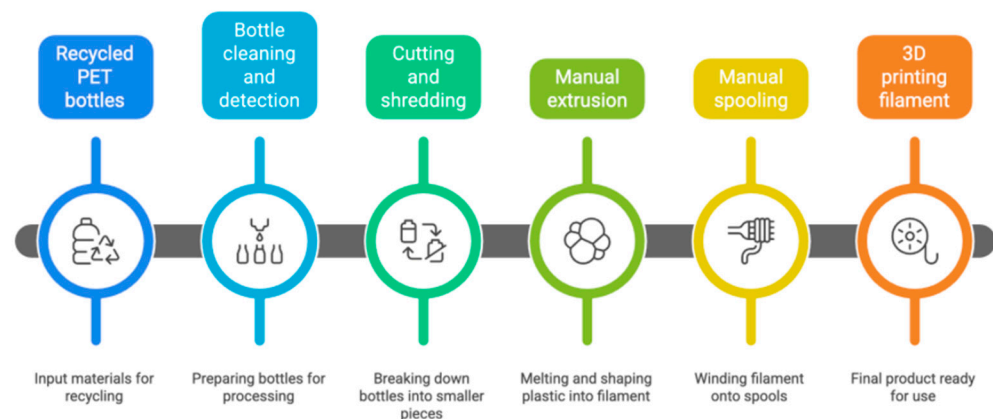 Recycled
PET
bottles
Bottle
cleaning
and
detection
Cutting
and
shredding
Manual
extrusion
Manual
spooling
3D
printing
filament
Input materials for
recycling
Preparing bottles for
processing
Breaking down
bottles into smaller
pieces
Melting and shaping
plastic into filament
Winding filament
onto spools
Final product ready
for use